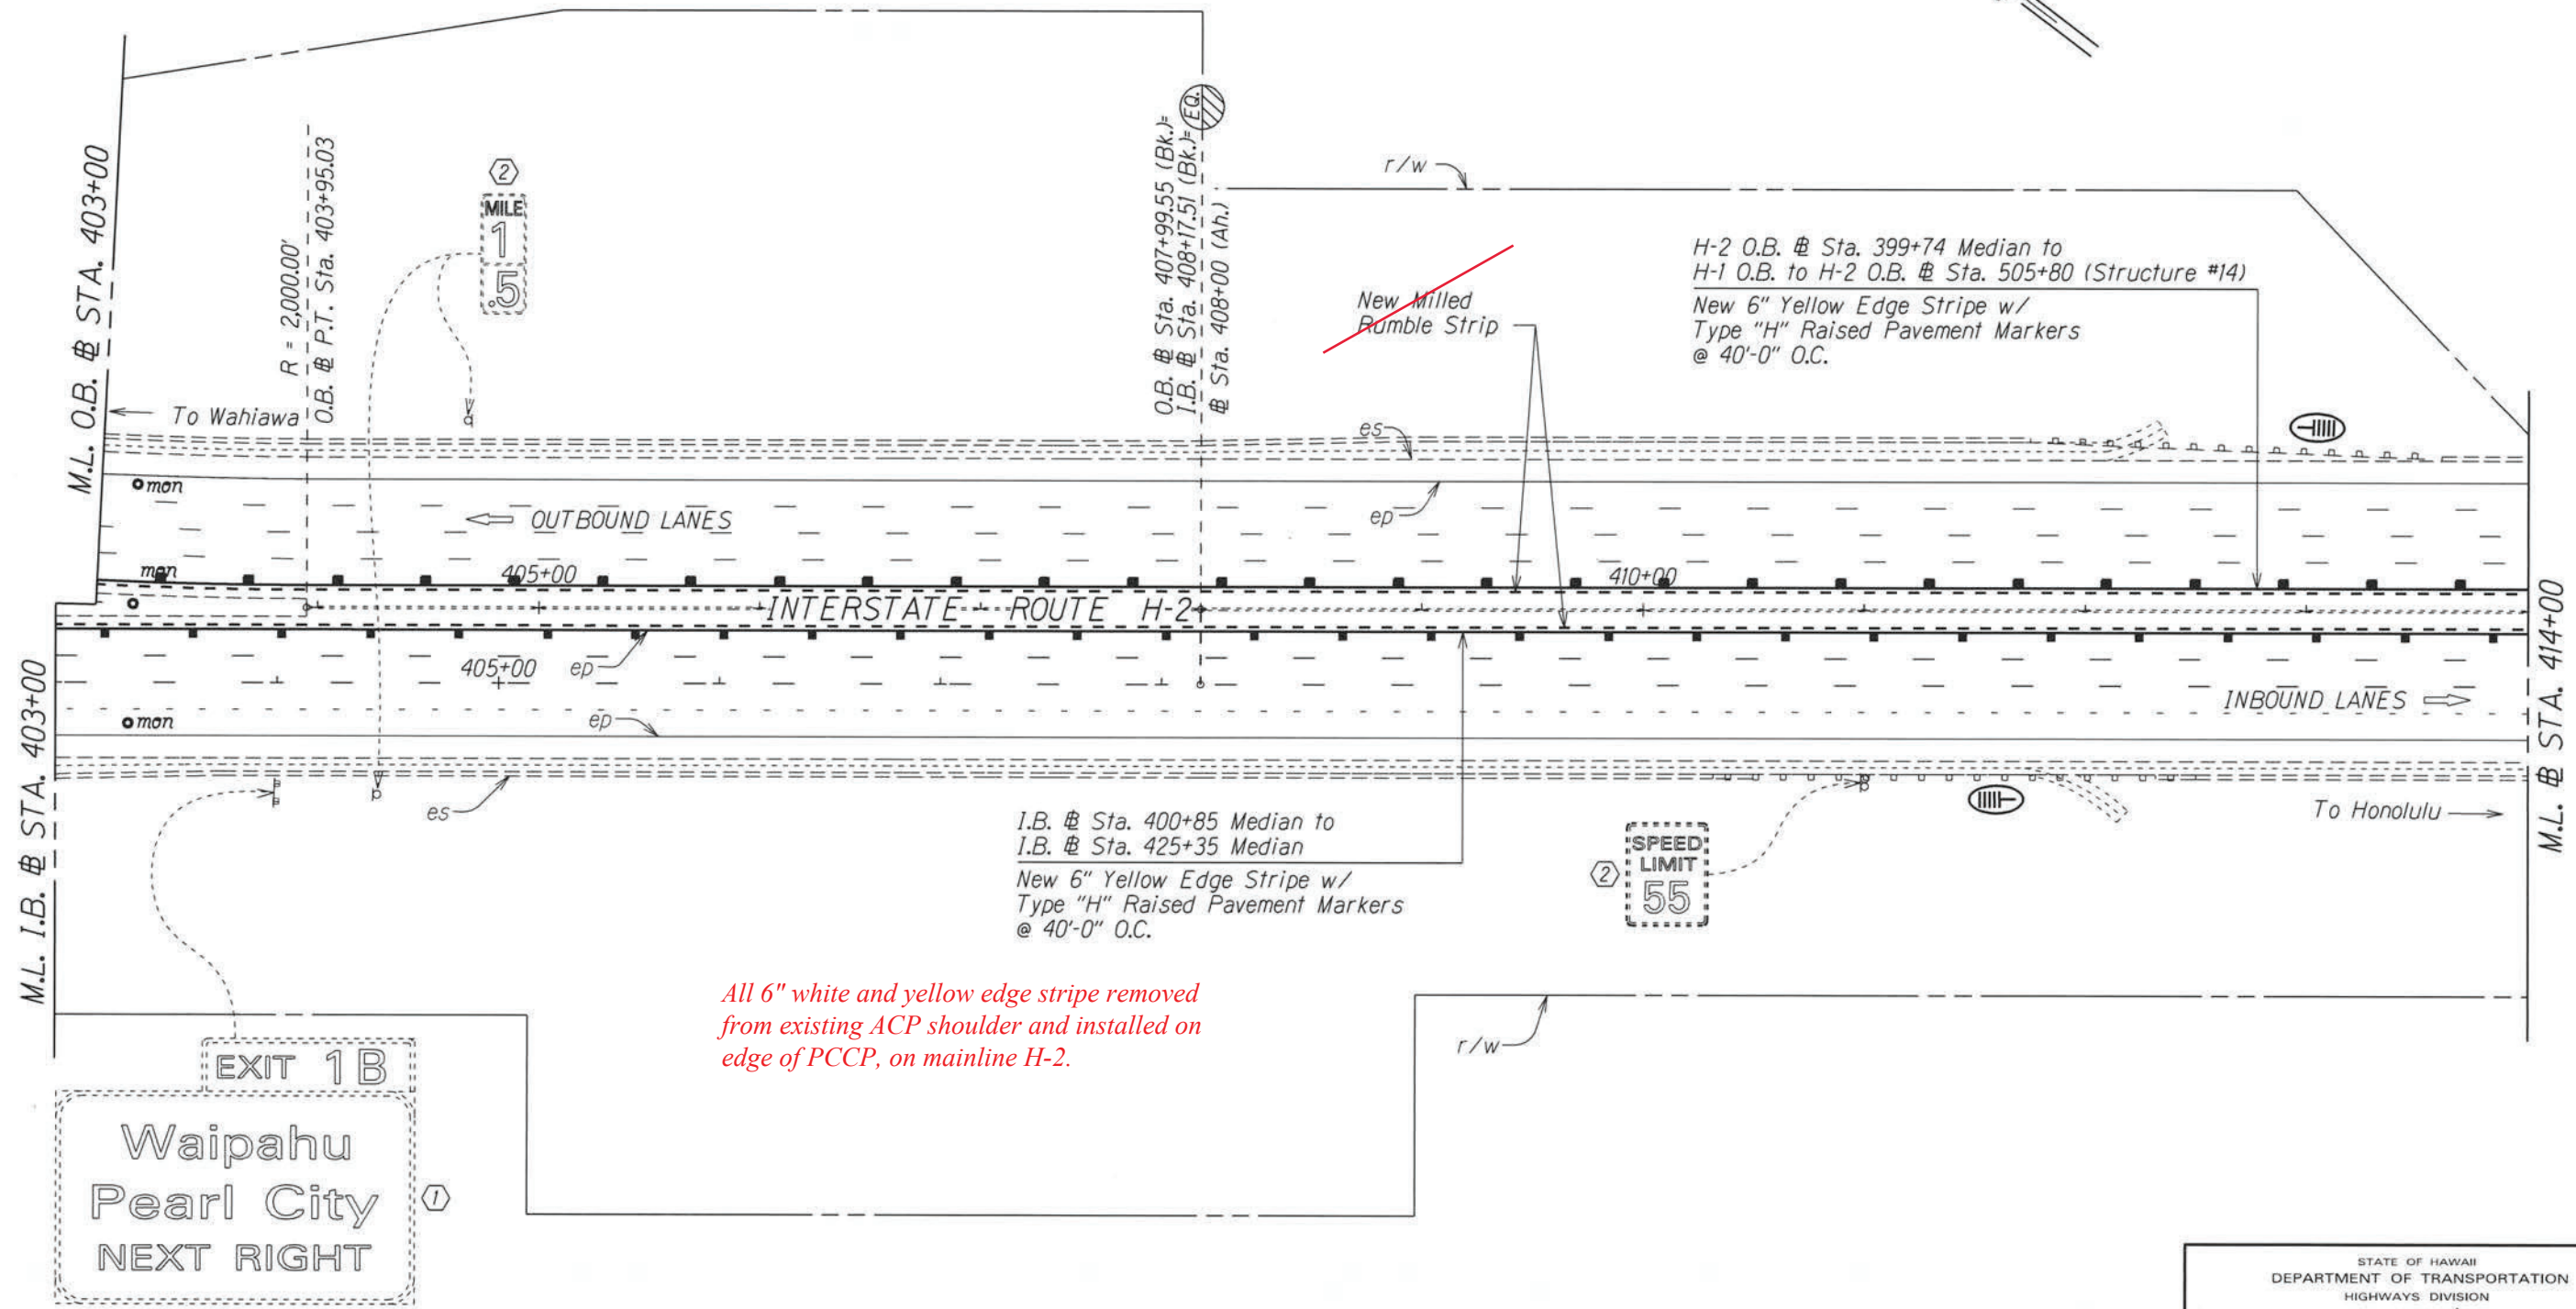 M.L. O.B. ⅊ STA. 403+00
R = 2,000.00'
O.B. ⅊ P.T. Sta. 403+95.03
To Wahiawa
2
MILE
1
.5
O.B. ⅊ Sta. 407+99.55 (Bk.)=
I.B. ⅊ Sta. 408+17.51 (Bk.)=
⅊ Sta. 408+00 (Ah.)
EQ.
r/w
New Milled
Rumble Strip
H-2 O.B. ⅊ Sta. 399+74 Median to
H-1 O.B. to H-2 O.B. ⅊ Sta. 505+80 (Structure #14)
New 6" Yellow Edge Stripe w/
Type "H" Raised Pavement Markers
@ 40'-0" O.C.
es
mon
OUTBOUND LANES
ep
mon
405+00
410+00
INTERSTATE ROUTE H-2
M.L. I.B. ⅊ STA. 403+00
405+00
ep
mon
ep
INBOUND LANES
M.L. ⅊ STA. 414+00
es
To Honolulu
I.B. ⅊ Sta. 400+85 Median to
I.B. ⅊ Sta. 425+35 Median
New 6" Yellow Edge Stripe w/
Type "H" Raised Pavement Markers
@ 40'-0" O.C.
2
SPEED
LIMIT
55
All 6" white and yellow edge stripe removed
from existing ACP shoulder and installed on
edge of PCCP, on mainline H-2.
r/w
EXIT 1B
Waipahu
Pearl City
NEXT RIGHT
1
STATE OF HAWAII
DEPARTMENT OF TRANSPORTATION
HIGHWAYS DIVISION